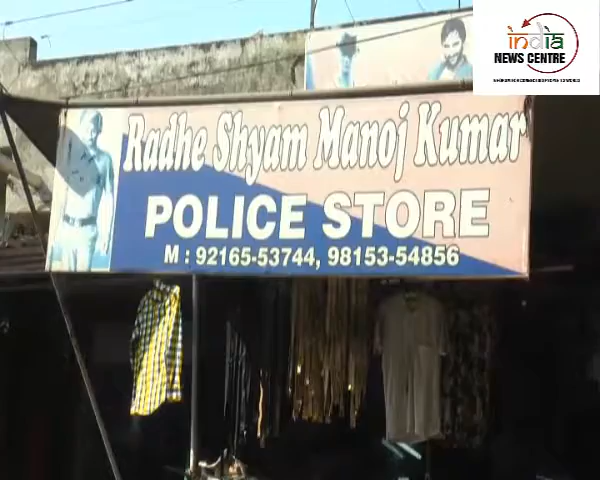 india
NEWS CENTRE
Radhe Shyam Manoj Kumar
POLICE STORE
M : 92165-53744, 98153-54856